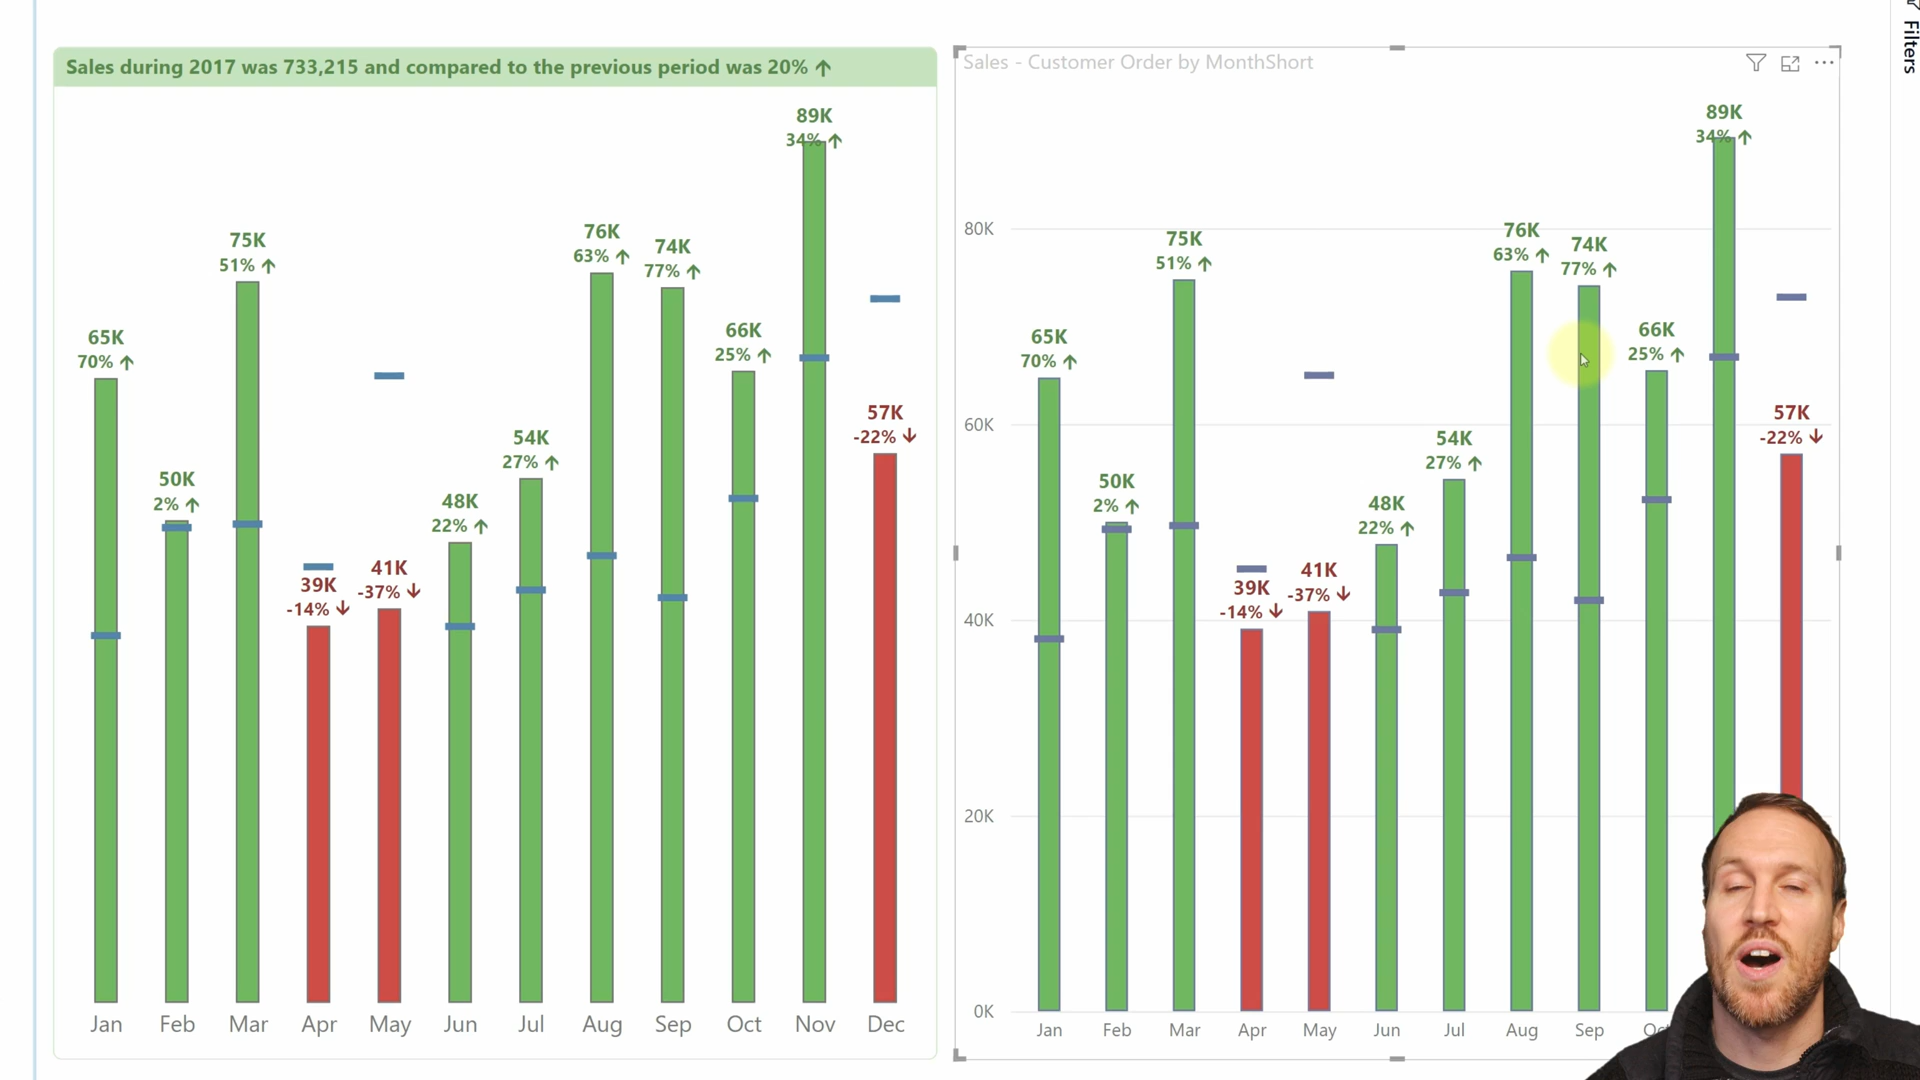 Filters
Sales during 2017 was 733,215 and compared to the previous period was 20% ↑
89K
34% ↑
75K
51% ↑
76K
63% ↑
74K
77% ↑
65K
70% ↑
66K
25% ↑
57K
-22% ↓
54K
27% ↑
50K
2% ↑
48K
22% ↑
39K
-14% ↓
41K
-37% ↓
Jan Feb Mar Apr May Jun Jul Aug Sep Oct Nov Dec
Sales - Customer Order by MonthShort
89K
34% ↑
80K
75K
51% ↑
76K
63% ↑
74K
77% ↑
65K
70% ↑
66K
25% ↑
60K
57K
-22% ↓
54K
27% ↑
50K
2% ↑
48K
22% ↑
39K
-14% ↓
41K
-37% ↓
40K
20K
0K
Jan Feb Mar Apr May Jun Jul Aug Sep